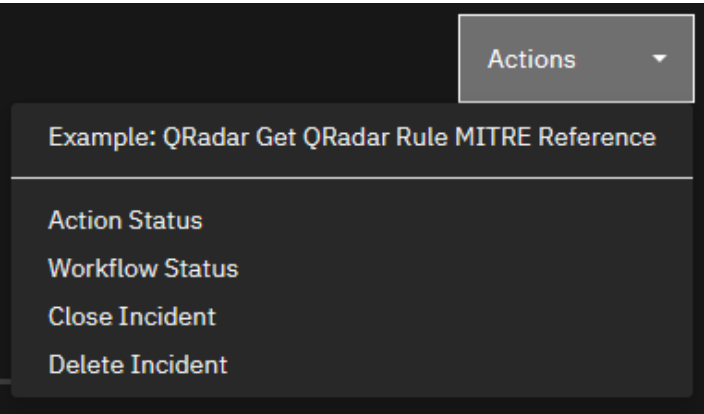 Actions
Example: QRadar Get QRadar Rule MITRE Reference
Action Status
Workflow Status
Close Incident
Delete Incident